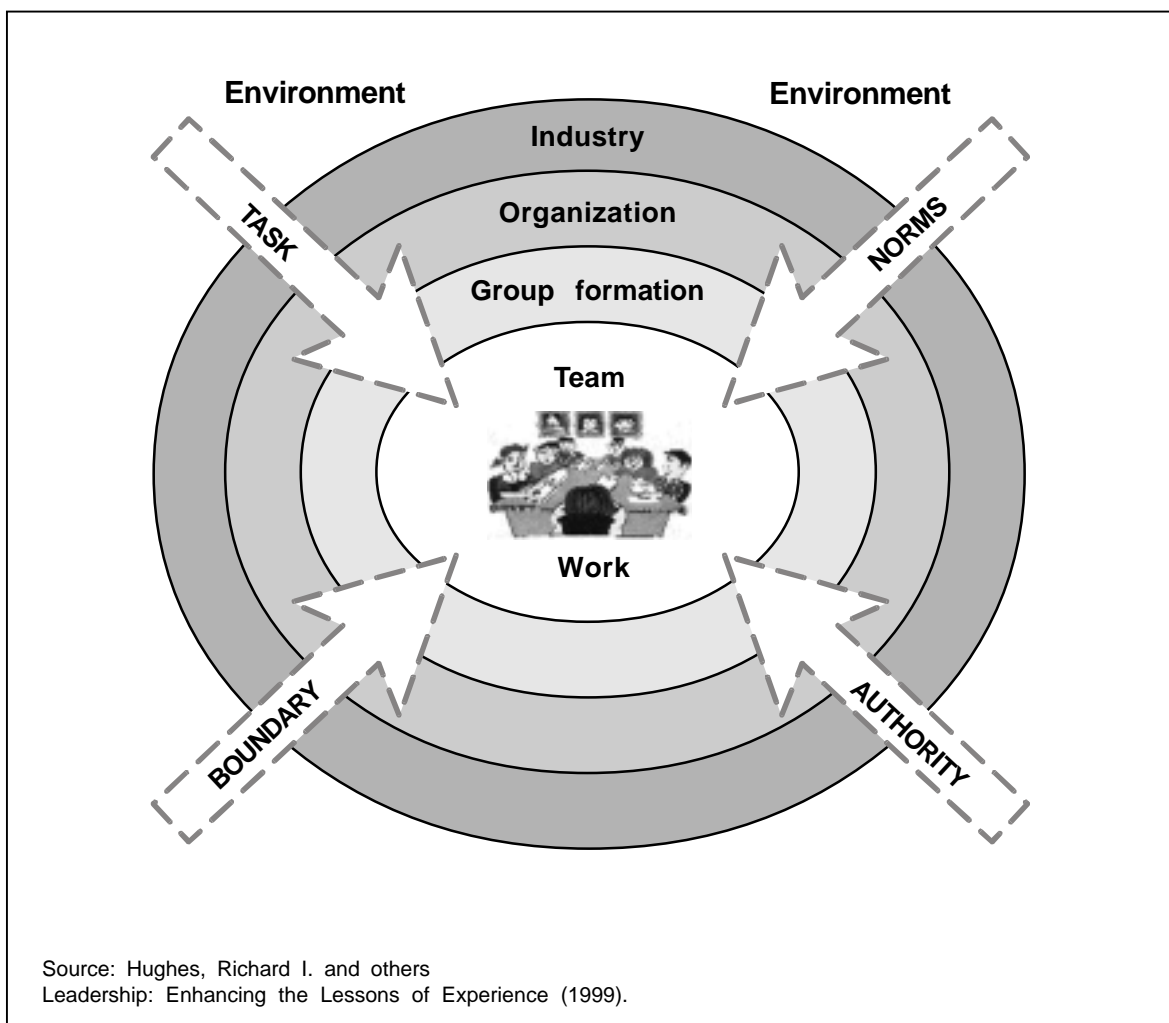 Environment
Environment
Industry
Organization
Group formation
TASK
NORMS
Team
Work
BOUNDARY
AUTHORITY
Source: Hughes, Richard I. and others
Leadership: Enhancing the Lessons of Experience (1999).